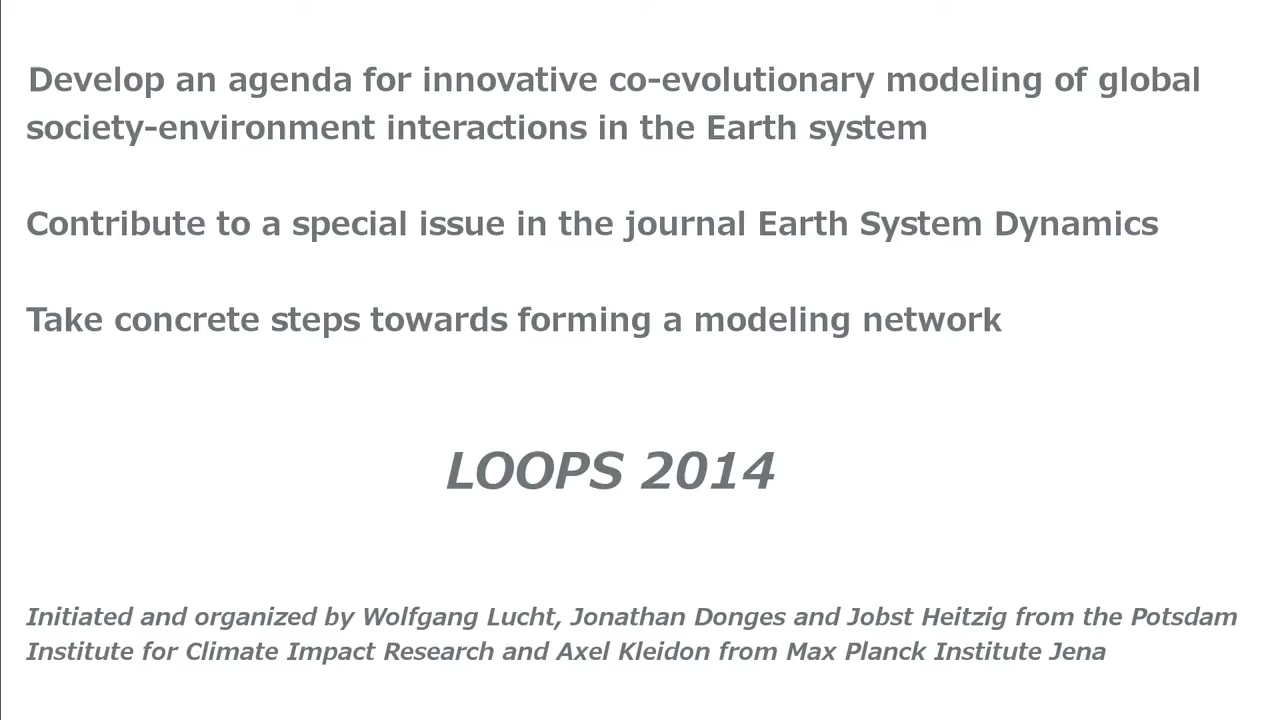 Develop an agenda for innovative co-evolutionary modeling of global
society-environment interactions in the Earth system
Contribute to a special issue in the journal Earth System Dynamics
Take concrete steps towards forming a modeling network
LOOPS 2014
Initiated and organized by Wolfgang Lucht, Jonathan Donges and Jobst Heitzig from the Potsdam
Institute for Climate Impact Research and Axel Kleidon from Max Planck Institute Jena